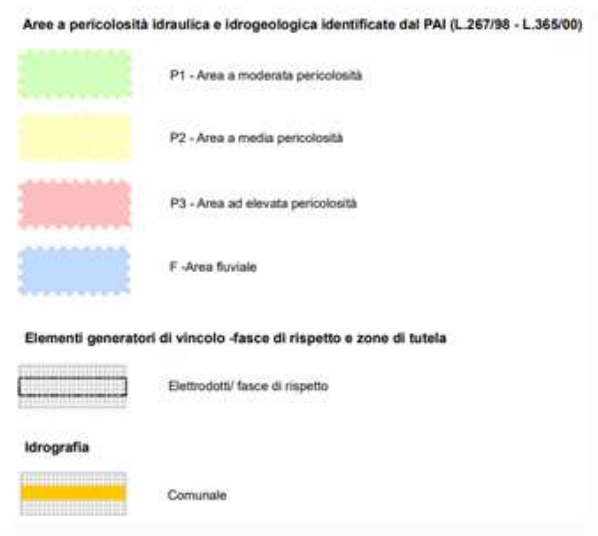 Aree a pericolosità idraulica e idrogeologica identificate dal PAI (L.267/98 - L.365/00)
P1 - Area a moderata pericolosità
P2 - Area a media pericolosità
P3 - Area ad elevata pericolosità
F -Area fluviale
Elementi generatori di vincolo -fasce di rispetto e zone di tutela
Elettrodotti/ fasce di rispetto
Idrografia
Comunale